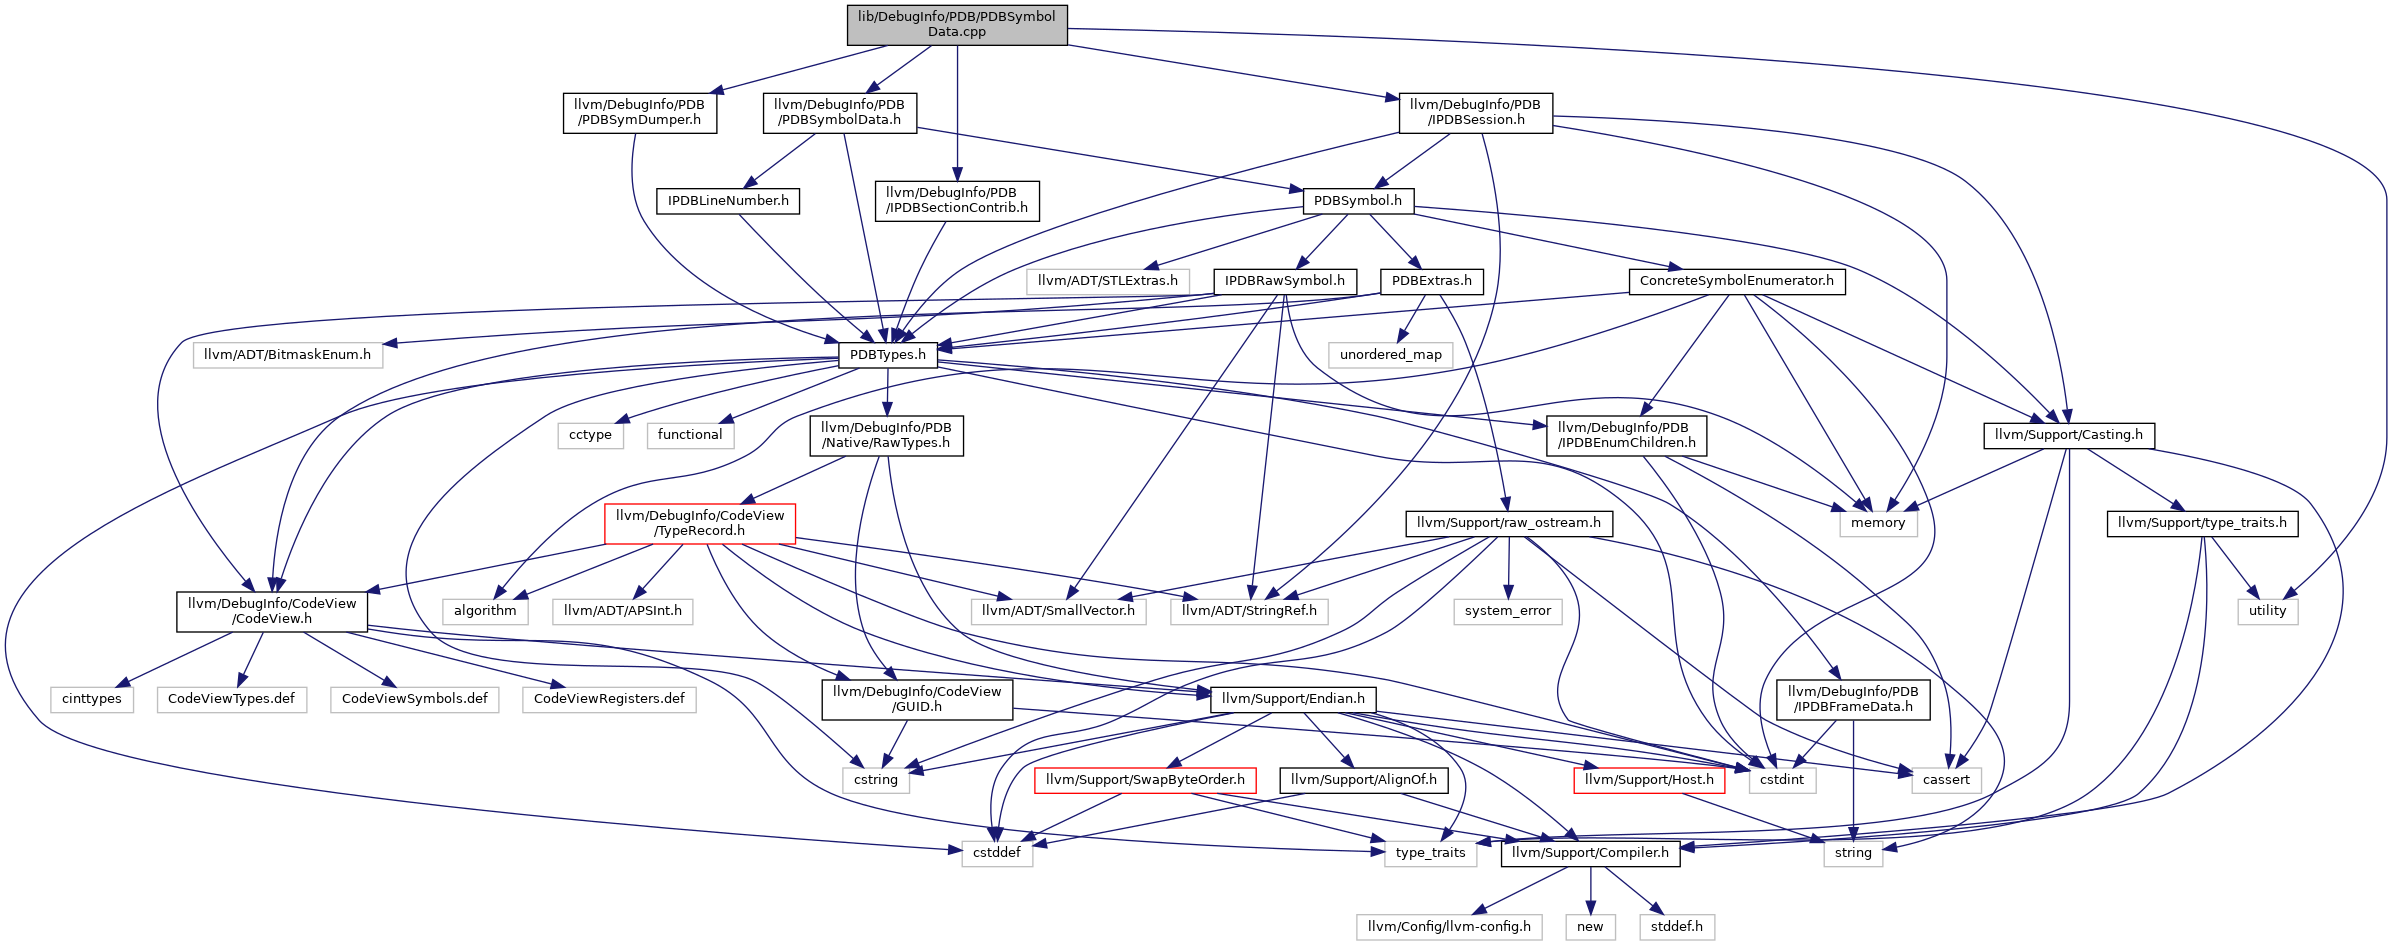 lib/DebugInfo/PDB/PDBSymbol
Data.cpp
llvm/DebugInfo/PDB
/PDBSymDumper.h
llvm/DebugInfo/PDB
/PDBSymbolData.h
llvm/DebugInfo/PDB
/IPDBSession.h
IPDBLineNumber.h
llvm/DebugInfo/PDB
/IPDBSectionContrib.h
PDBSymbol.h
llvm/ADT/STLExtras.h
IPDBRawSymbol.h
PDBExtras.h
ConcreteSymbolEnumerator.h
llvm/ADT/BitmaskEnum.h
PDBTypes.h
unordered_map
cctype
functional
llvm/DebugInfo/PDB
/Native/RawTypes.h
llvm/DebugInfo/PDB
/IPDBEnumChildren.h
llvm/Support/Casting.h
llvm/DebugInfo/CodeView
/TypeRecord.h
llvm/Support/raw_ostream.h
memory
llvm/Support/type_traits.h
llvm/DebugInfo/CodeView
/CodeView.h
algorithm
llvm/ADT/APSInt.h
llvm/ADT/SmallVector.h
llvm/ADT/StringRef.h
system_error
utility
cinttypes
CodeViewTypes.def
CodeViewSymbols.def
CodeViewRegisters.def
llvm/DebugInfo/CodeView
/GUID.h
llvm/Support/Endian.h
llvm/DebugInfo/PDB
/IPDBFrameData.h
cstring
llvm/Support/SwapByteOrder.h
llvm/Support/AlignOf.h
llvm/Support/Host.h
cstdint
cassert
cstddef
type_traits
llvm/Support/Compiler.h
string
llvm/Config/llvm-config.h
new
stddef.h